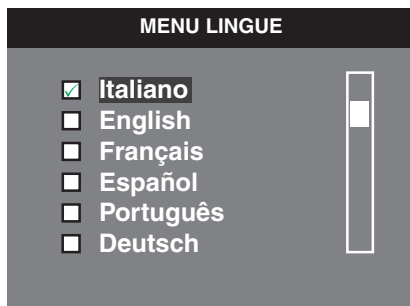 MENU LINGUE
Italiano
English
Français
Español
Português
Deutsch